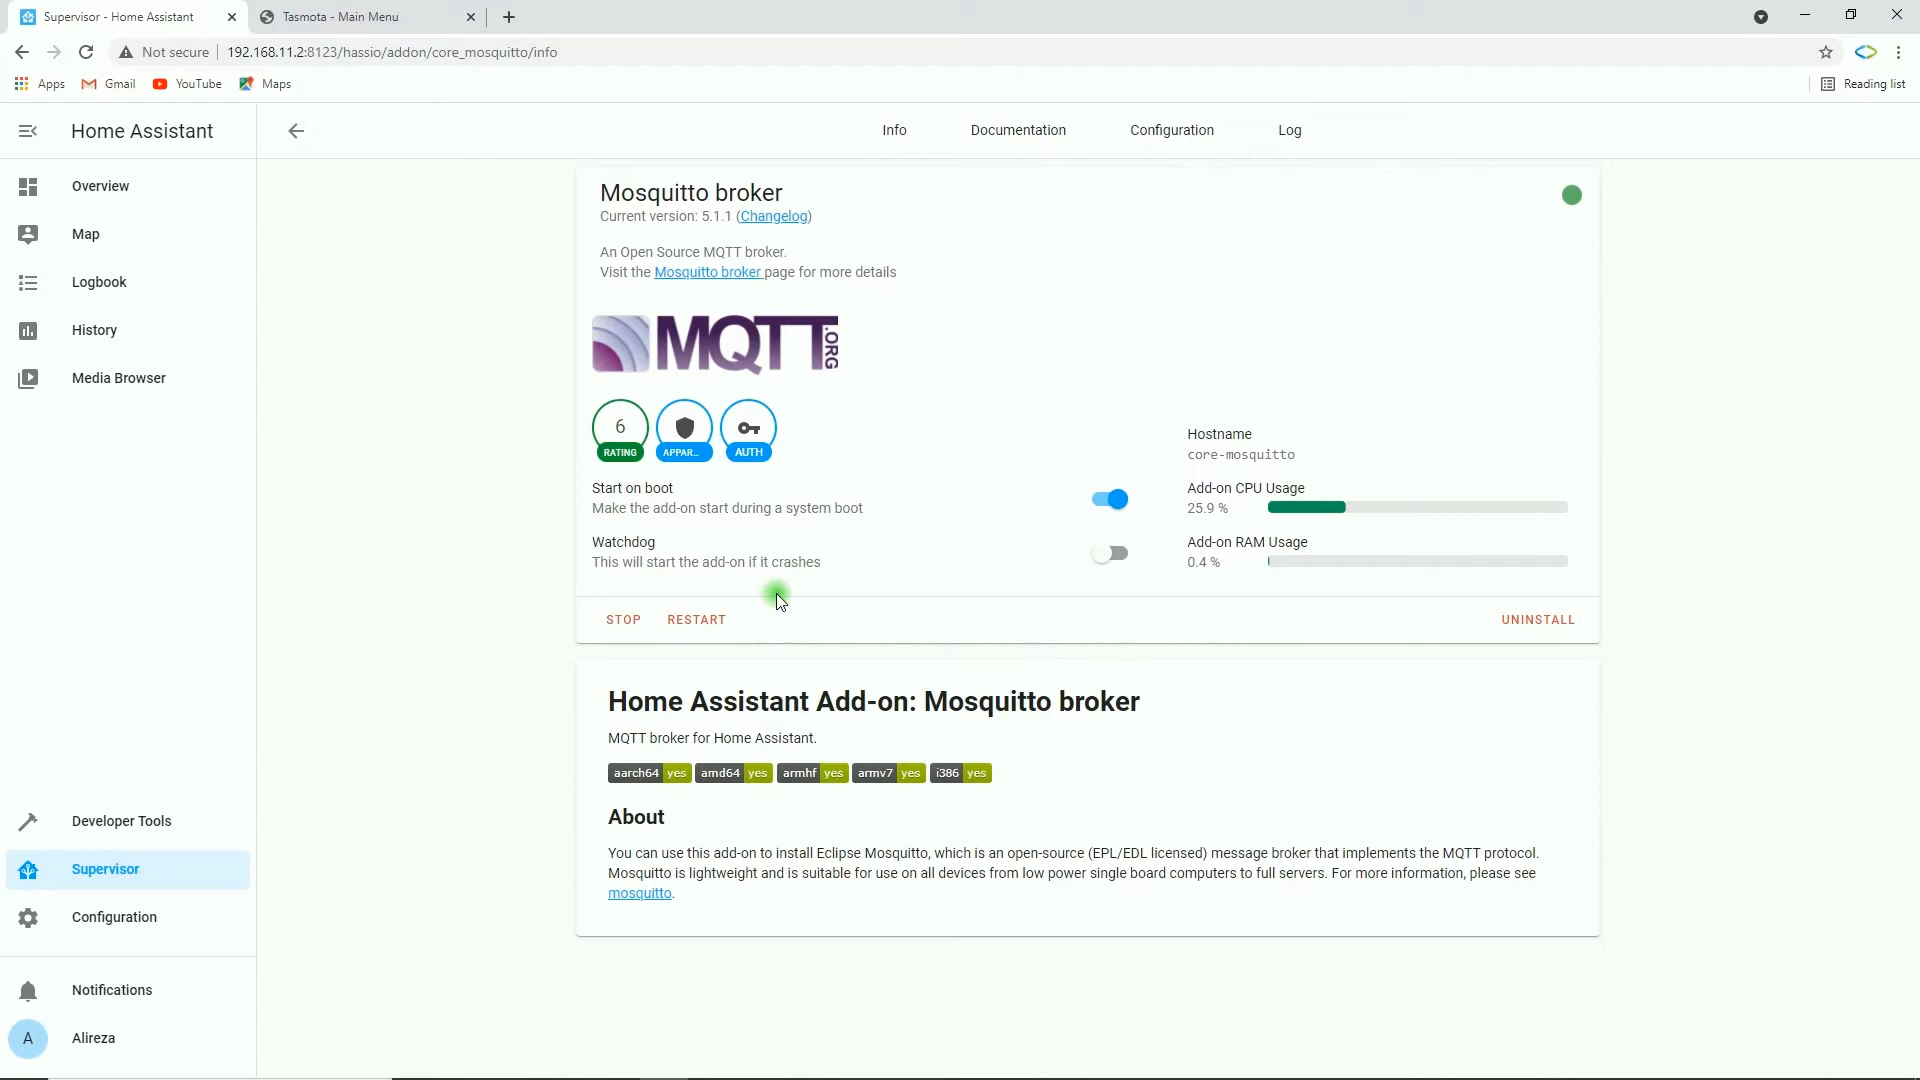 Supervisor - Home Assistant
Tasmota - Main Menu
Not secure
192.168.11.2:8123/hassio/addon/core_mosquitto/info
Apps
Gmail
YouTube
Maps
Reading list
Home Assistant
Info
Documentation
Configuration
Log
Overview
Map
Logbook
History
Media Browser
Developer Tools
Supervisor
Configuration
Notifications
A
Alireza
Mosquitto broker
Current version: 5.1.1 (Changelog)
An Open Source MQTT broker.
Visit the Mosquitto broker page for more details
MQTT.ORG
6
RATING
APPAR...
AUTH
Hostname
core-mosquitto
Start on boot
Make the add-on start during a system boot
Add-on CPU Usage
25.9 %
Watchdog
This will start the add-on if it crashes
Add-on RAM Usage
0.4 %
STOP
RESTART
UNINSTALL
Home Assistant Add-on: Mosquitto broker
MQTT broker for Home Assistant.
aarch64 yes amd64 yes armhf yes armv7 yes i386 yes
About
You can use this add-on to install Eclipse Mosquitto, which is an open-source (EPL/EDL licensed) message broker that implements the MQTT protocol.
Mosquitto is lightweight and is suitable for use on all devices from low power single board computers to full servers. For more information, please see
mosquitto.